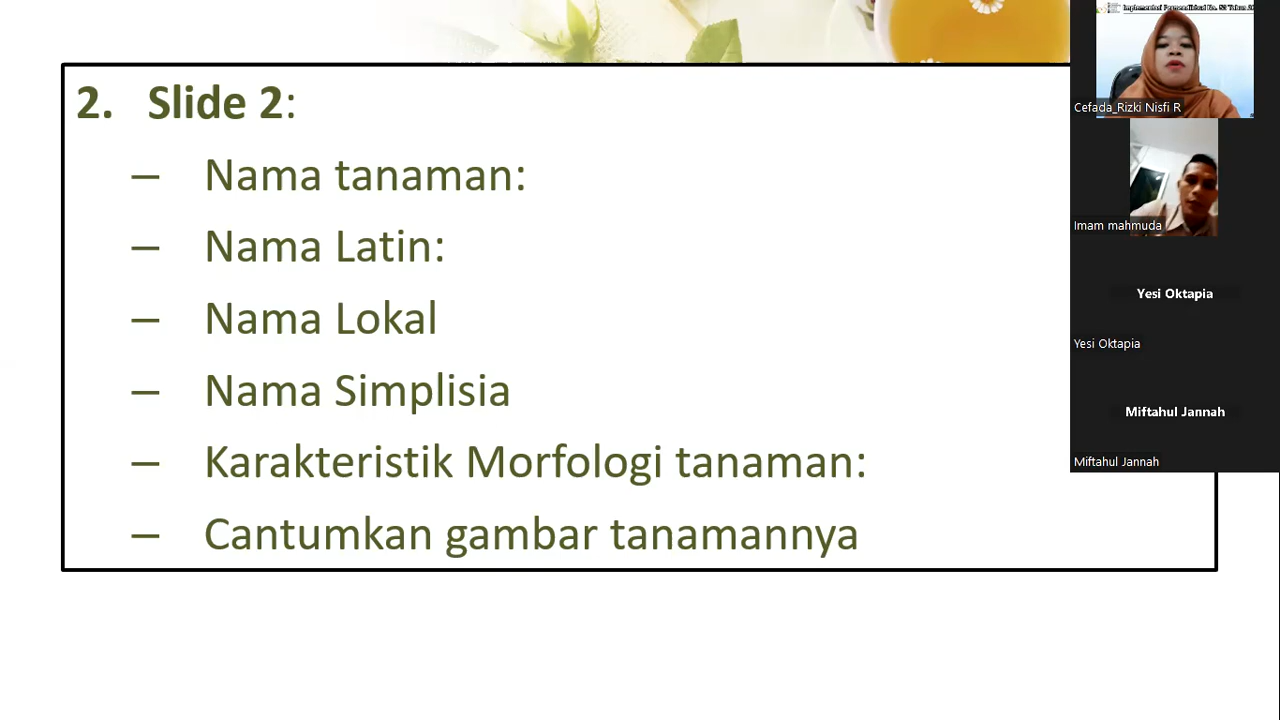 2. Slide 2:
– Nama tanaman:
– Nama Latin:
– Nama Lokal
– Nama Simplisia
– Karakteristik Morfologi tanaman:
– Cantumkan gambar tanamannya
Cefada_Rizki Nisfi R
Imam mahmuda
Yesi Oktapia
Yesi Oktapia
Miftahul Jannah
Miftahul Jannah